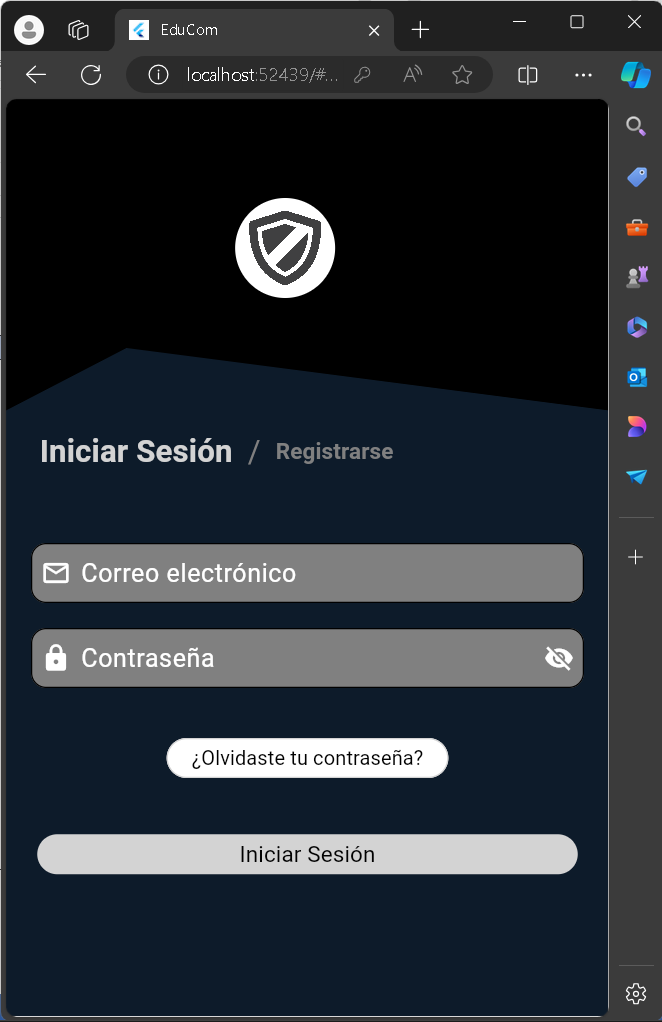 EduCom
localhost:52439/#...
Iniciar Sesión / Registrarse
Correo electrónico
Contraseña
¿Olvidaste tu contraseña?
Iniciar Sesión